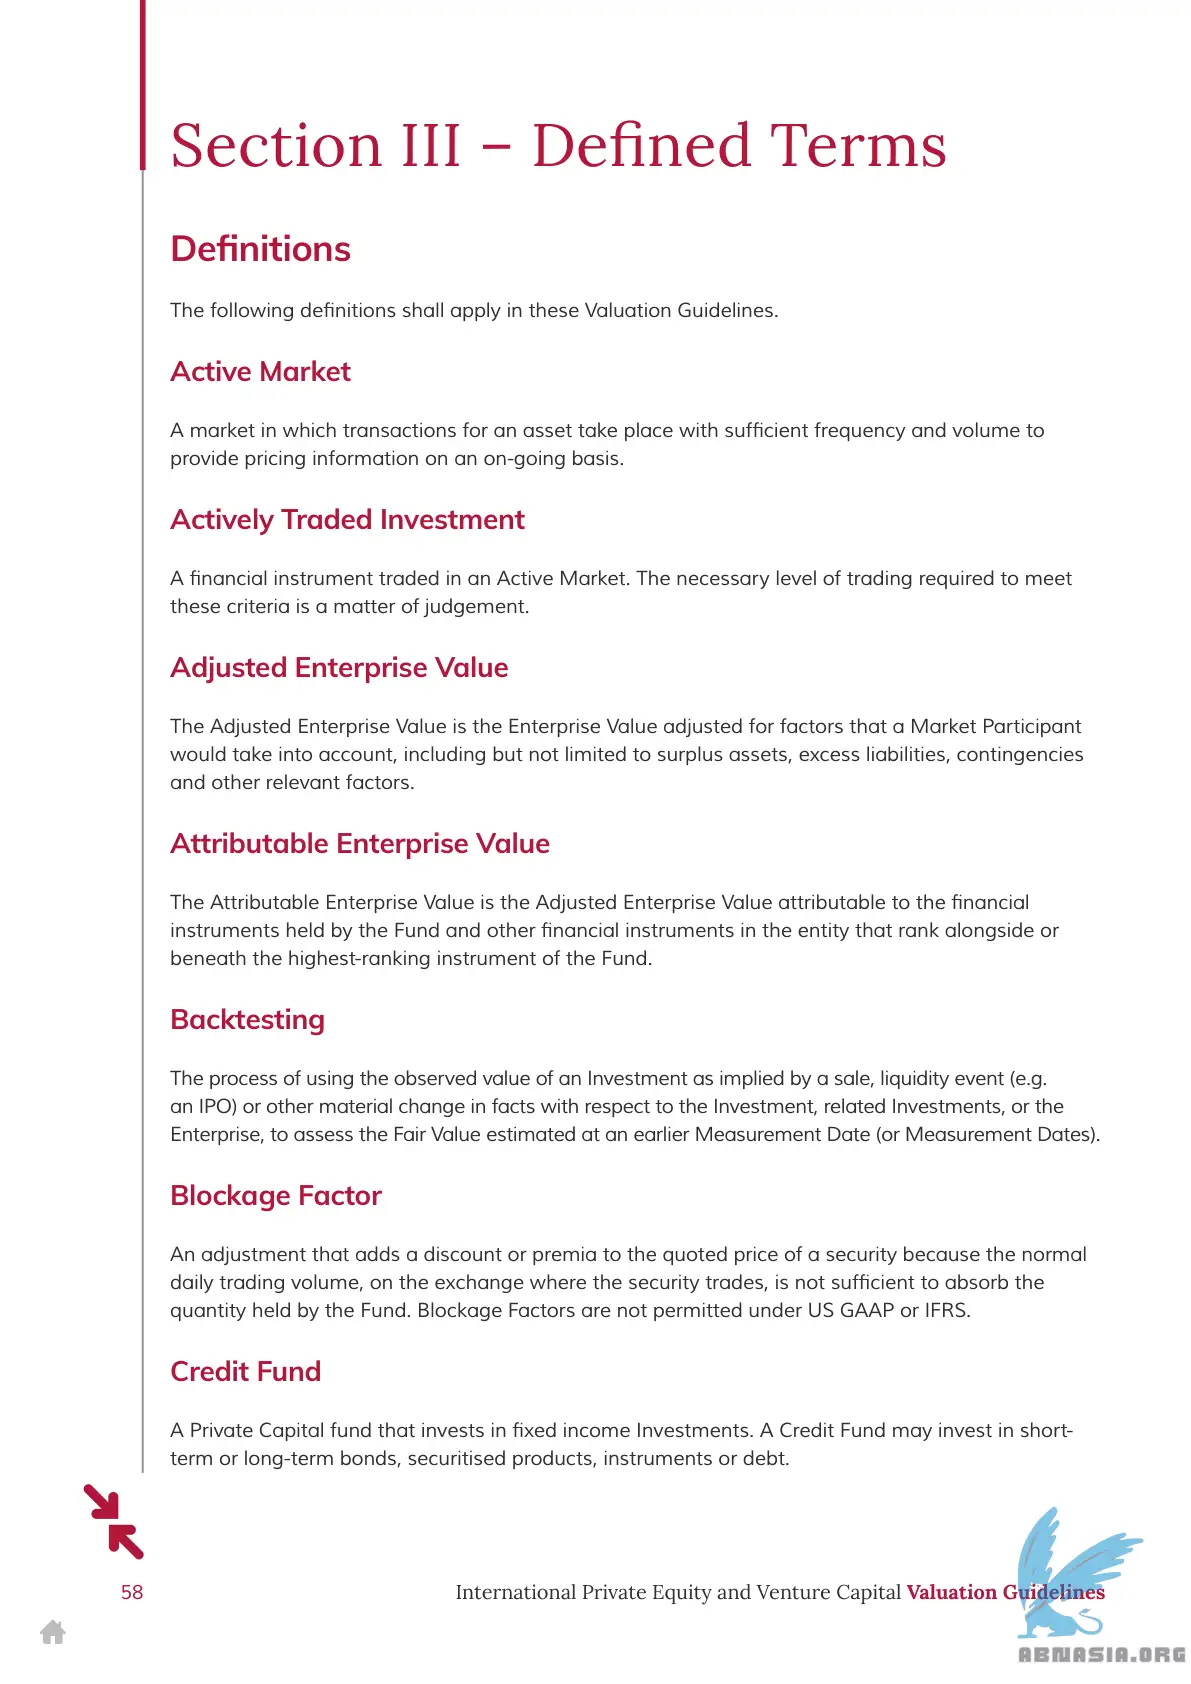 Section III – Defined Terms
Definitions
The following definitions shall apply in these Valuation Guidelines.
Active Market
A market in which transactions for an asset take place with sufficient frequency and volume to
provide pricing information on an on-going basis.
Actively Traded Investment
A financial instrument traded in an Active Market. The necessary level of trading required to meet
these criteria is a matter of judgement.
Adjusted Enterprise Value
The Adjusted Enterprise Value is the Enterprise Value adjusted for factors that a Market Participant
would take into account, including but not limited to surplus assets, excess liabilities, contingencies
and other relevant factors.
Attributable Enterprise Value
The Attributable Enterprise Value is the Adjusted Enterprise Value attributable to the financial
instruments held by the Fund and other financial instruments in the entity that rank alongside or
beneath the highest-ranking instrument of the Fund.
Backtesting
The process of using the observed value of an Investment as implied by a sale, liquidity event (e.g.
an IPO) or other material change in facts with respect to the Investment, related Investments, or the
Enterprise, to assess the Fair Value estimated at an earlier Measurement Date (or Measurement Dates).
Blockage Factor
An adjustment that adds a discount or premia to the quoted price of a security because the normal
daily trading volume, on the exchange where the security trades, is not sufficient to absorb the
quantity held by the Fund. Blockage Factors are not permitted under US GAAP or IFRS.
Credit Fund
A Private Capital fund that invests in fixed income Investments. A Credit Fund may invest in short-
term or long-term bonds, securitised products, instruments or debt.
58
International Private Equity and Venture Capital Valuation Guidelines
ABNASIA.ORG